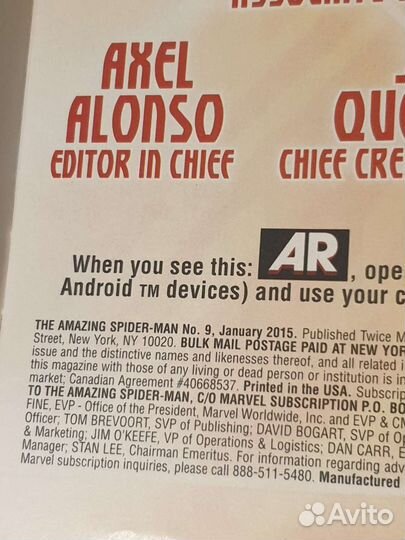 AXEL
ALONSO
EDITOR IN CHIEF
QU
CHIEF CRE
When you see this: AR, ope
Android TM devices) and use your c
THE AMAZING SPIDER-MAN No. 9, January 2015. Published Twice M
Street, New York, NY 10020. BULK MAIL POSTAGE PAID AT NEW YOR
issue and the distinctive names and likenesses thereof, and all related i
this magazine with those of any living or dead person or institution is in
market; Canadian Agreement #40668537. Printed in the USA. Subscrip
TO THE AMAZING SPIDER-MAN, C/O MARVEL SUBSCRIPTION P.O. BO
FINE, EVP - Office of the President, Marvel Worldwide, Inc. and EVP & CM
Officer; TOM BREVOORT, SVP of Publishing; DAVID BOGART, SVP of O
& Marketing; JIM O'KEEFE, VP of Operations & Logistics; DAN CARR, E
Manager; STAN LEE, Chairman Emeritus. For information regarding adv
Marvel subscription inquiries, please call 888-511-5480. Manufactured
Avito